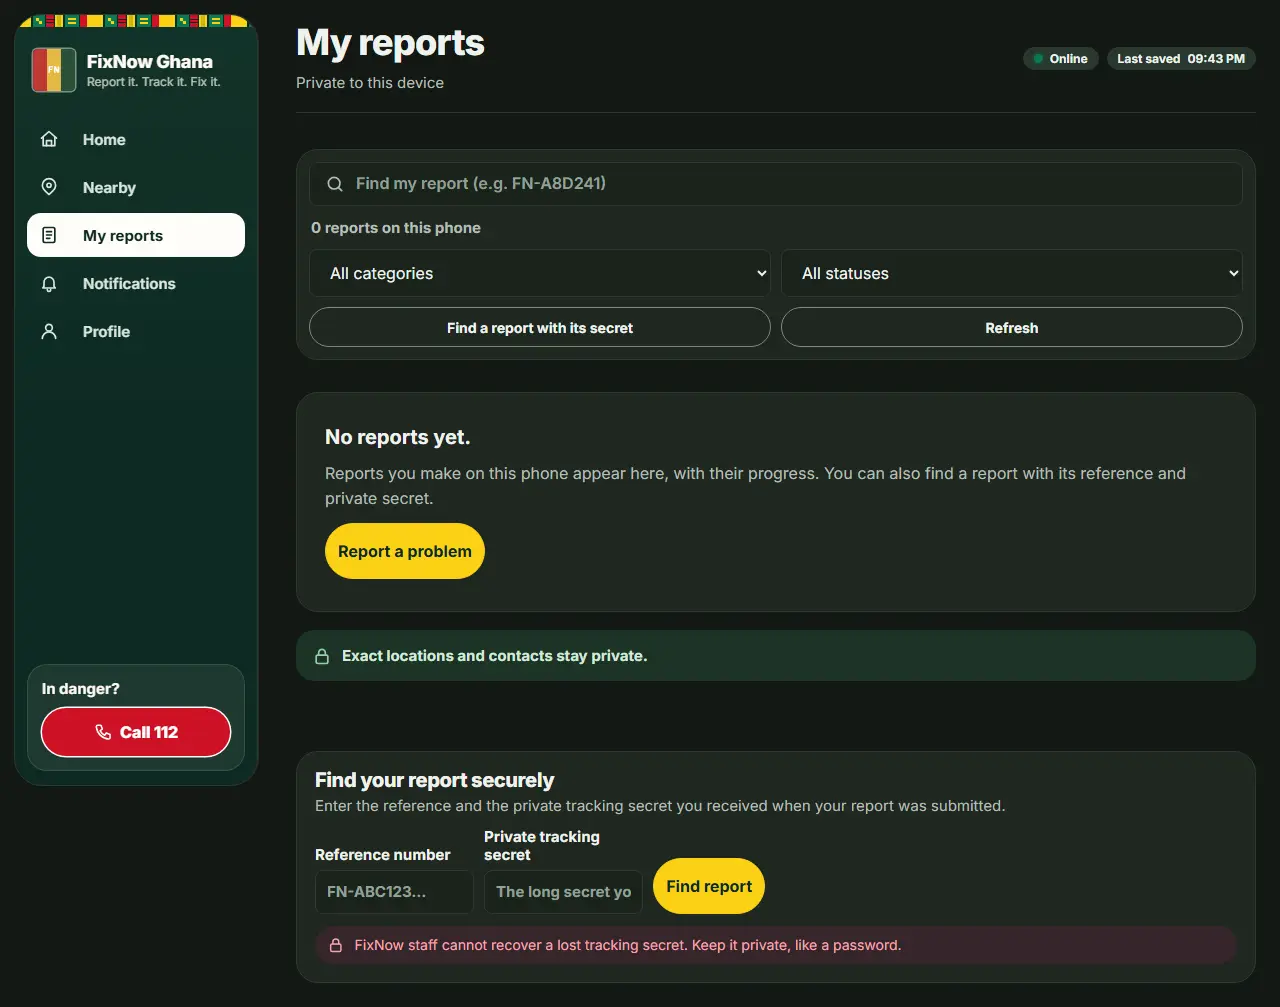 FN
FixNow Ghana
Report it. Track it. Fix it.
Home
Nearby
My reports
Notifications
Profile
In danger?
Call 112
My reports
Private to this device
Online
Last saved 09:43 PM
Find my report (e.g. FN-A8D241)
0 reports on this phone
All categories
All statuses
Find a report with its secret
Refresh
No reports yet.
Reports you make on this phone appear here, with their progress. You can also find a report with its reference and
private secret.
Report a problem
Exact locations and contacts stay private.
Find your report securely
Enter the reference and the private tracking secret you received when your report was submitted.
Reference number
FN-ABC123...
Private tracking
secret
The long secret yo
Find report
FixNow staff cannot recover a lost tracking secret. Keep it private, like a password.